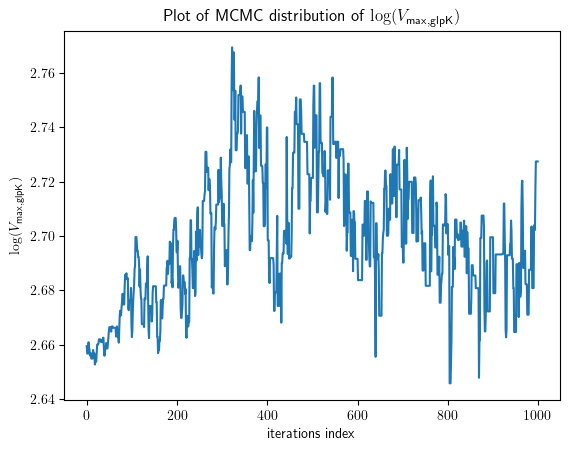 Plot of MCMC distribution of log(V_max,glpK)
log(V_max,glpK)
2.76
2.74
2.72
2.70
2.68
2.66
2.64
0 200 400 600 800 1000
iterations index